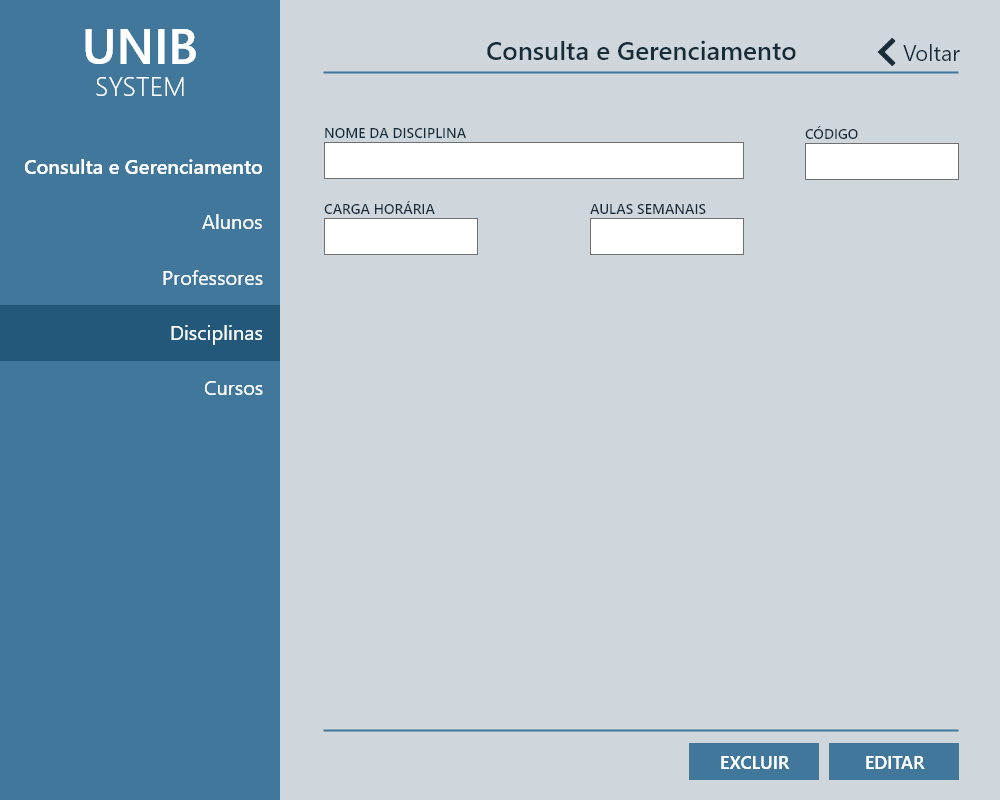 UNIB
SYSTEM
Consulta e Gerenciamento
Alunos
Professores
Disciplinas
Cursos
Consulta e Gerenciamento
Voltar
NOME DA DISCIPLINA
CÓDIGO
CARGA HORÁRIA
AULAS SEMANAIS
EXCLUIR
EDITAR